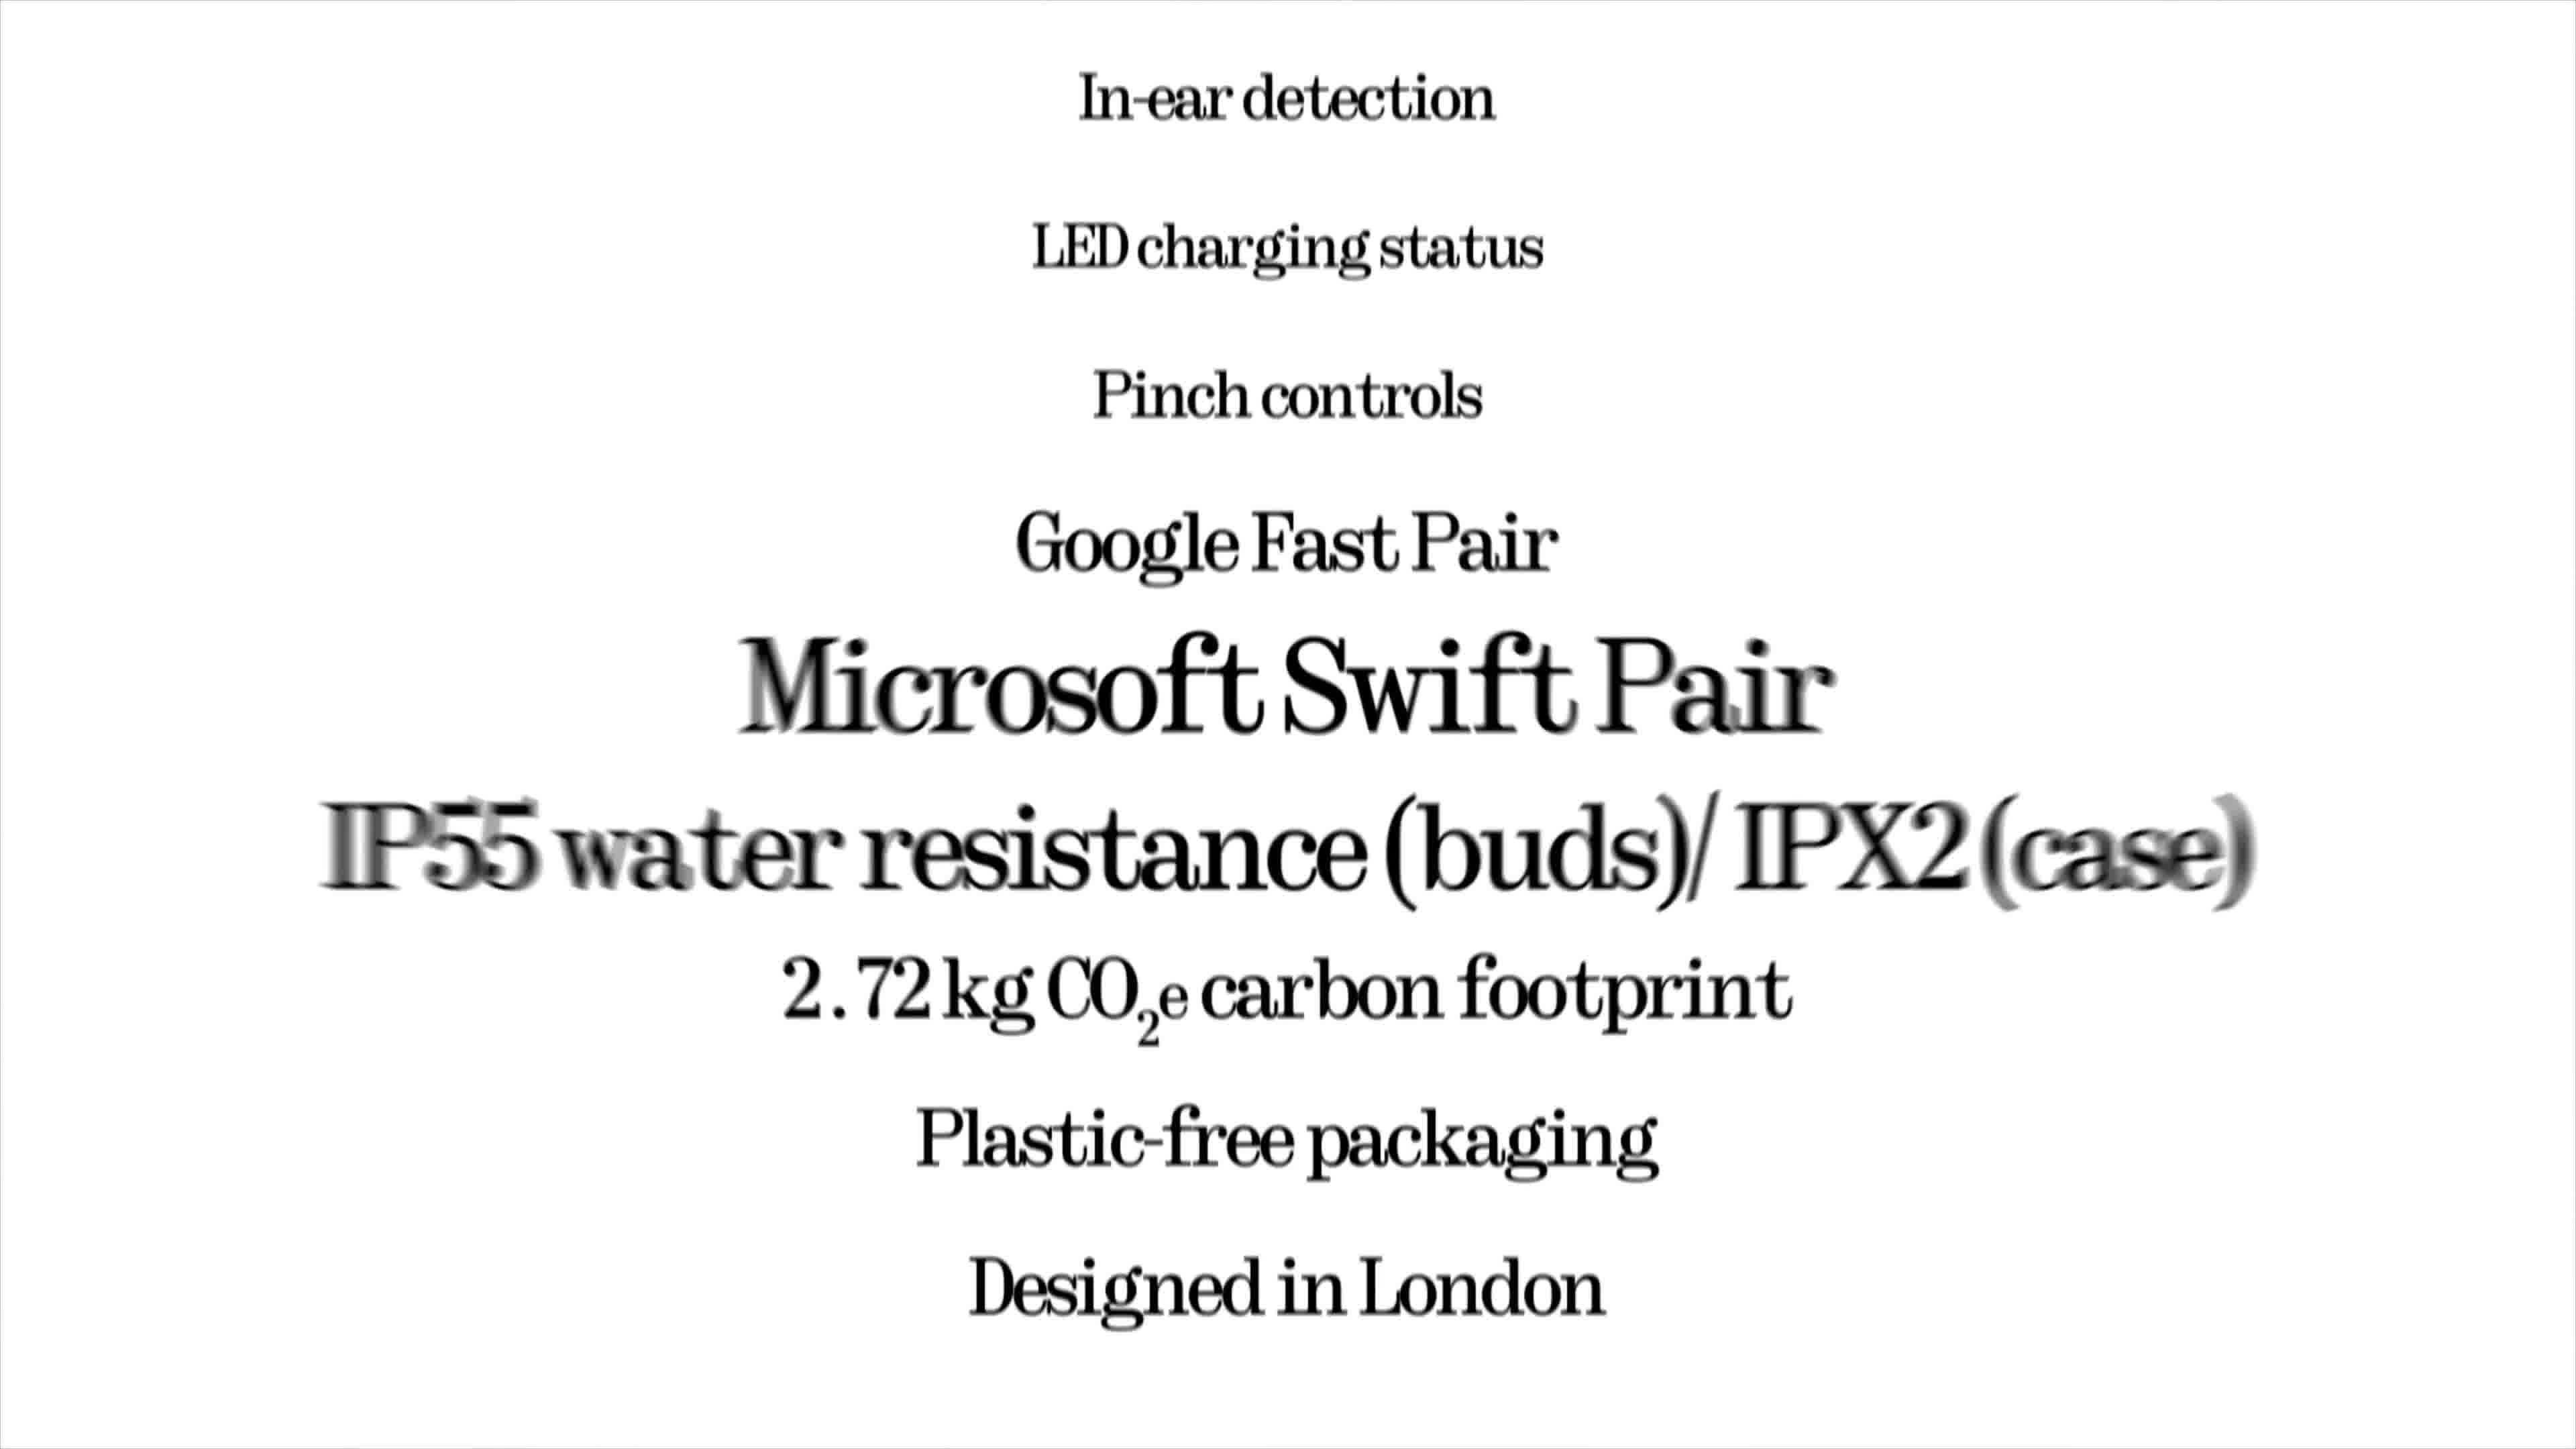 In-ear detection
LED charging status
Pinch controls
Google Fast Pair
Microsoft Swift Pair
IP55 water resistance (buds)/ IPX2 (case)
2.72 kg CO₂e carbon footprint
Plastic-free packaging
Designed in London